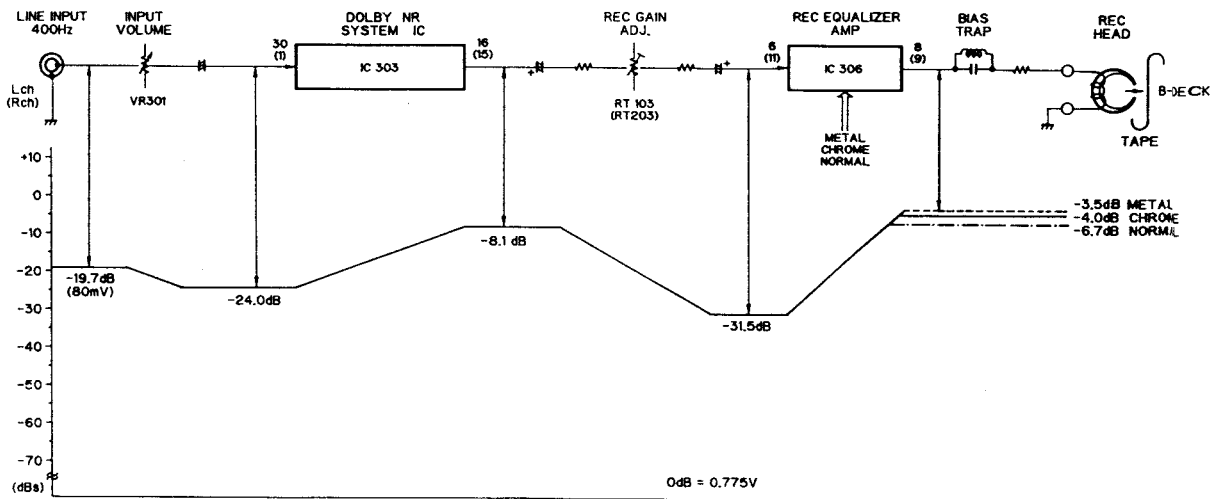 LINE INPUT
400Hz
INPUT
VOLUME
DOLBY NR
SYSTEM IC
REC GAIN
ADJ.
REC EQUALIZER
AMP
BIAS
TRAP
REC
HEAD
30
(1)
16
(15)
6
(11)
8
(9)
IC 303
IC 306
Lch
(Rch)
VR301
RT 103
(RT203)
METAL
CHROME
NORMAL
B-DECK
TAPE
+10
0
-10
-20
-30
-40
-50
-60
-70
(dBs)
-19.7dB
(80mV)
-24.0dB
-8.1 dB
-31.5dB
-3.5dB METAL
-4.0dB CHROME
-6.7dB NORMAL
0dB = 0.775V